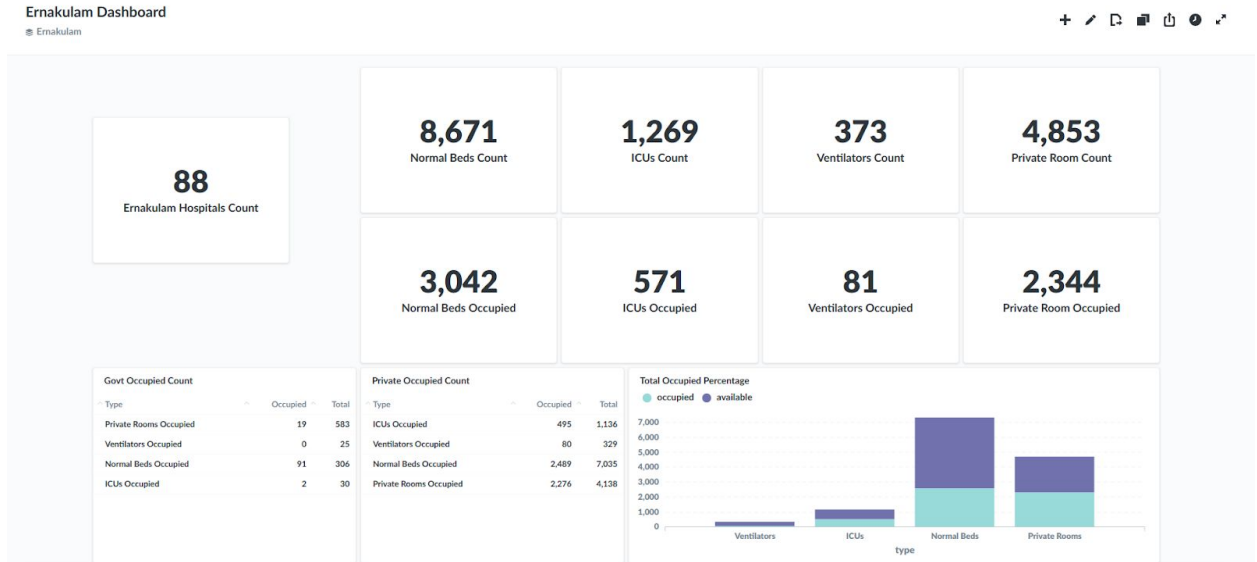 Ernakulam Dashboard
Ernakulam
8,671
Normal Beds Count
1,269
ICUs Count
373
Ventilators Count
4,853
Private Room Count
88
Ernakulam Hospitals Count
3,042
Normal Beds Occupied
571
ICUs Occupied
81
Ventilators Occupied
2,344
Private Room Occupied
Govt Occupied Count
Type Occupied Total
Private Rooms Occupied 19 583
Ventilators Occupied 0 25
Normal Beds Occupied 91 306
ICUs Occupied 2 30
Private Occupied Count
Type Occupied Total
ICUs Occupied 495 1,136
Ventilators Occupied 80 329
Normal Beds Occupied 2,489 7,035
Private Rooms Occupied 2,276 4,138
Total Occupied Percentage
occupied available
7,000
6,000
5,000
4,000
3,000
2,000
1,000
0
Ventilators ICUs Normal Beds Private Rooms
type